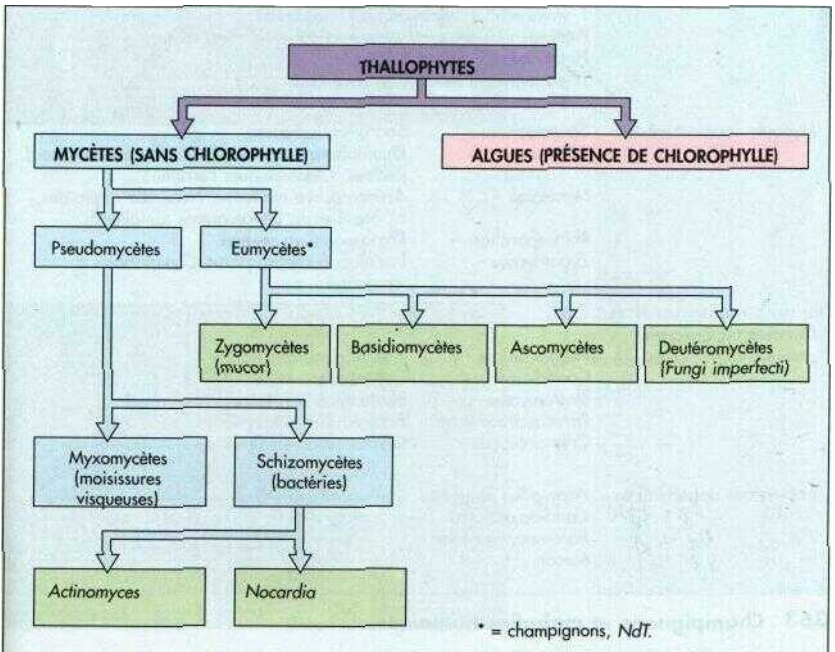 THALLOPHYTES
MYCÈTES (SANS CHLOROPHYLLE)
ALGUES (PRÉSENCE DE CHLOROPHYLLE)
Pseudomycètes
Eumycètes*
Zygomycètes
(mucor)
Basidiomycètes
Ascomycètes
Deutéromycètes
(Fungi imperfecti)
Myxomycètes
(moisissures
visqueuses)
Schizomycètes
(bactéries)
Actinomyces
Nocardia
* = champignons, NdT.